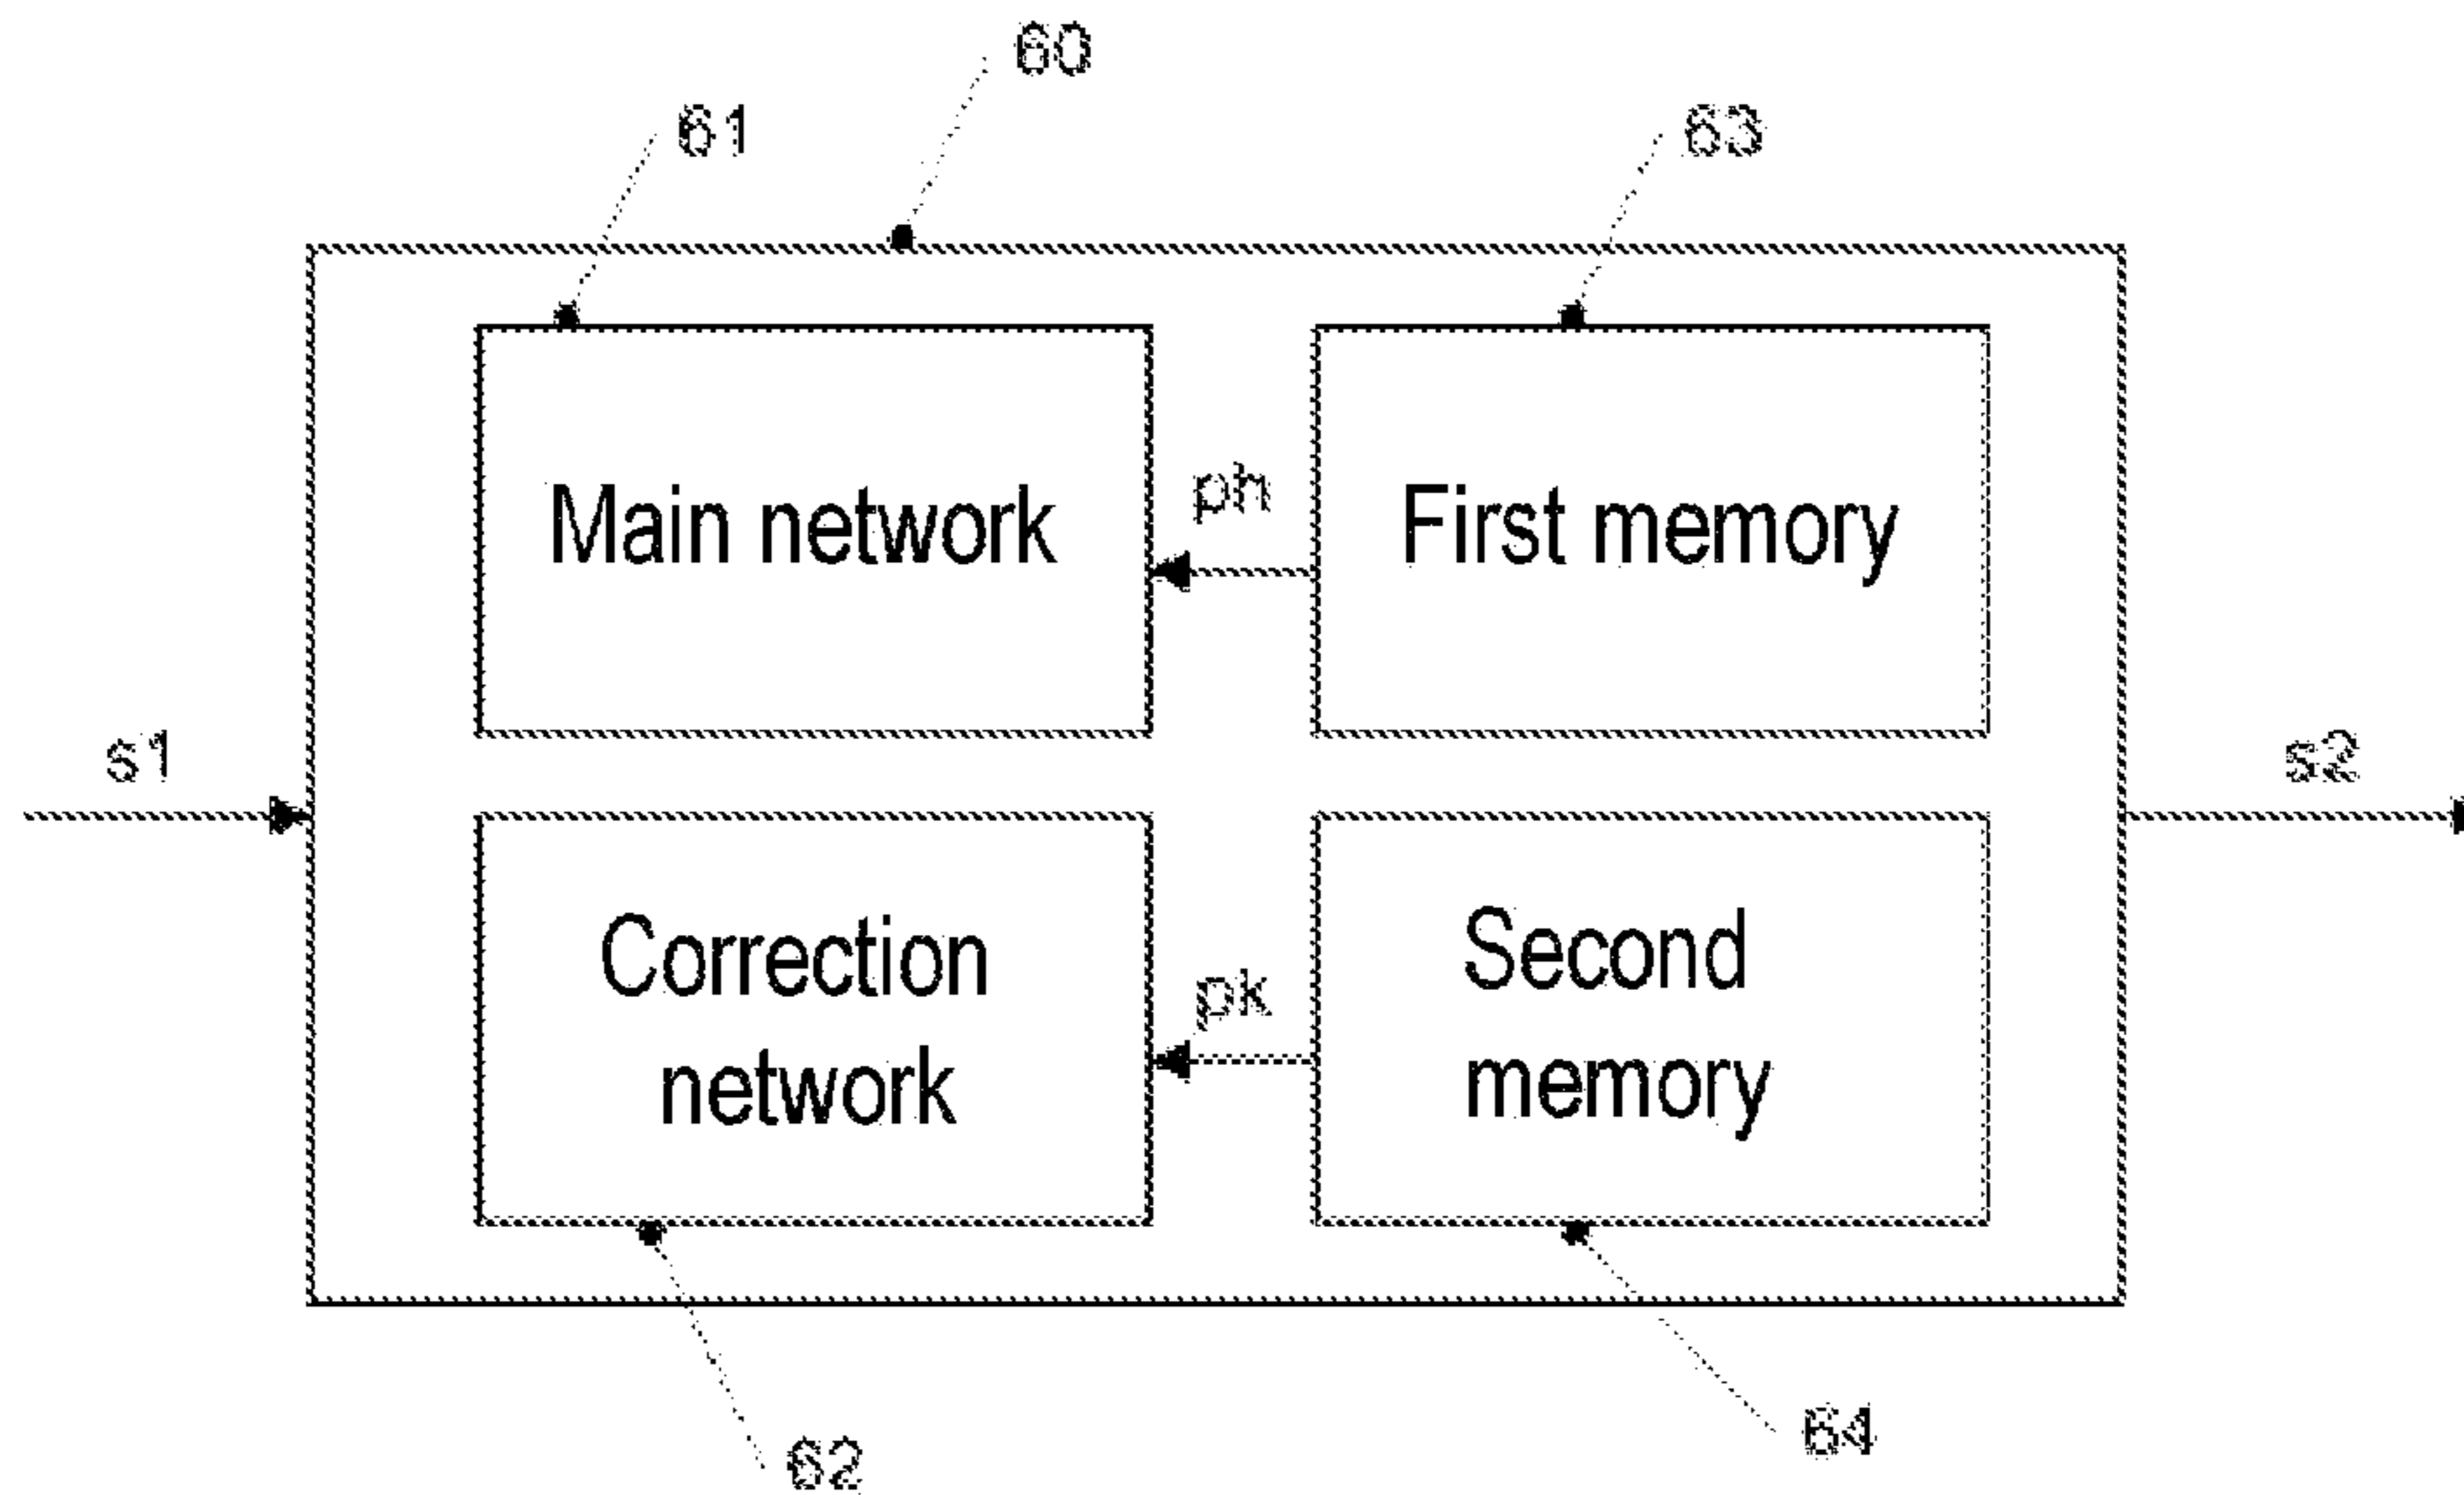 60
61
63
Main network
ph
First memory
s1
s2
Correction
network
pk
Second
memory
62
64